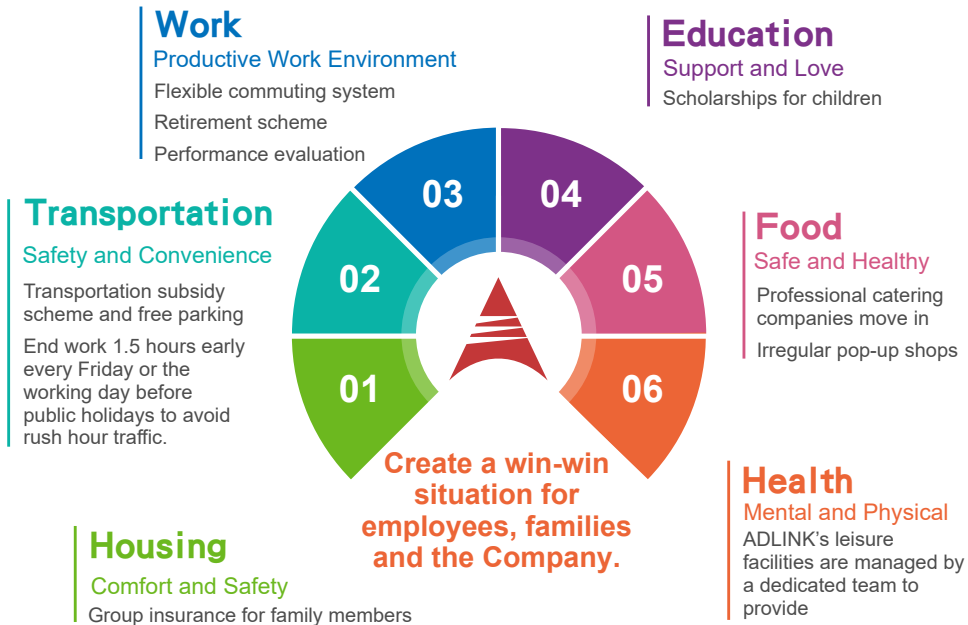 Work
Productive Work Environment
Flexible commuting system
Retirement scheme
Performance evaluation
Education
Support and Love
Scholarships for children
Transportation
Safety and Convenience
Transportation subsidy
scheme and free parking
End work 1.5 hours early
every Friday or the
working day before
public holidays to avoid
rush hour traffic.
03
04
02
05
01
06
Food
Safe and Healthy
Professional catering
companies move in
Irregular pop-up shops
Create a win-win
situation for
employees, families
and the Company.
Housing
Comfort and Safety
Group insurance for family members
Health
Mental and Physical
ADLINK’s leisure
facilities are managed by
a dedicated team to
provide